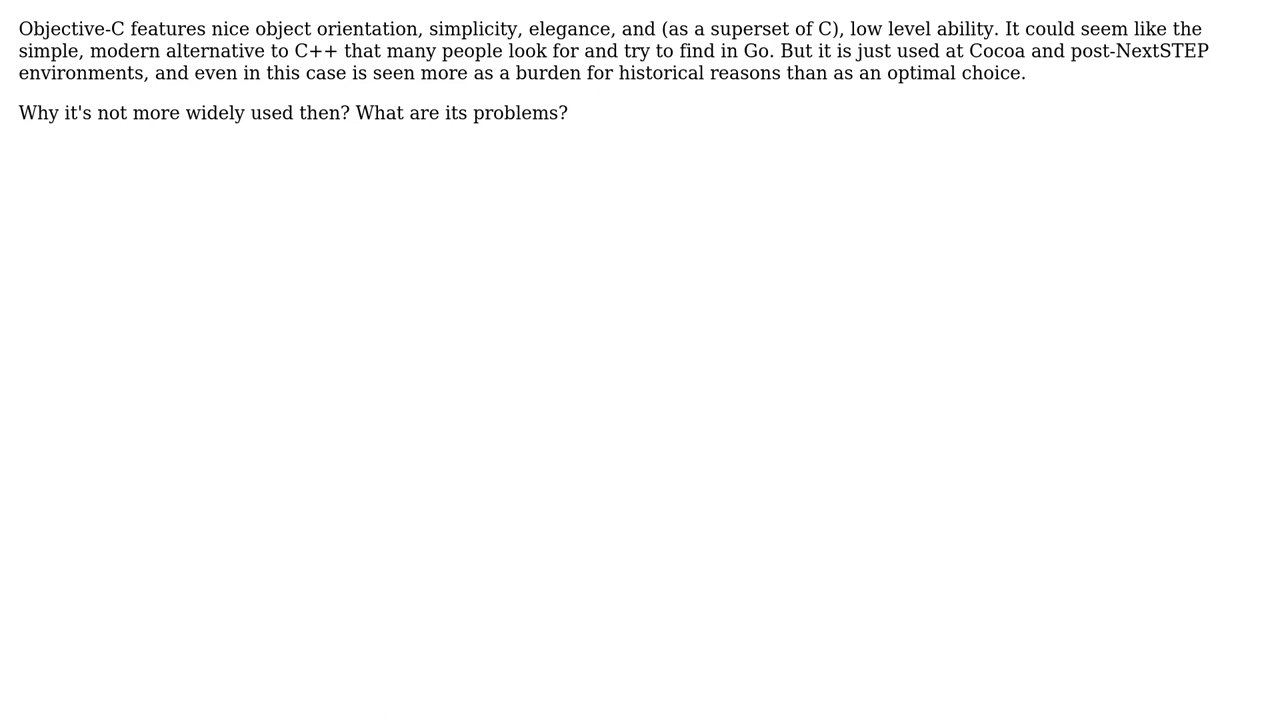 Objective-C features nice object orientation, simplicity, elegance, and (as a superset of C), low level ability. It could seem like the
simple, modern alternative to C++ that many people look for and try to find in Go. But it is just used at Cocoa and post-NextSTEP
environments, and even in this case is seen more as a burden for historical reasons than as an optimal choice.
Why it's not more widely used then? What are its problems?